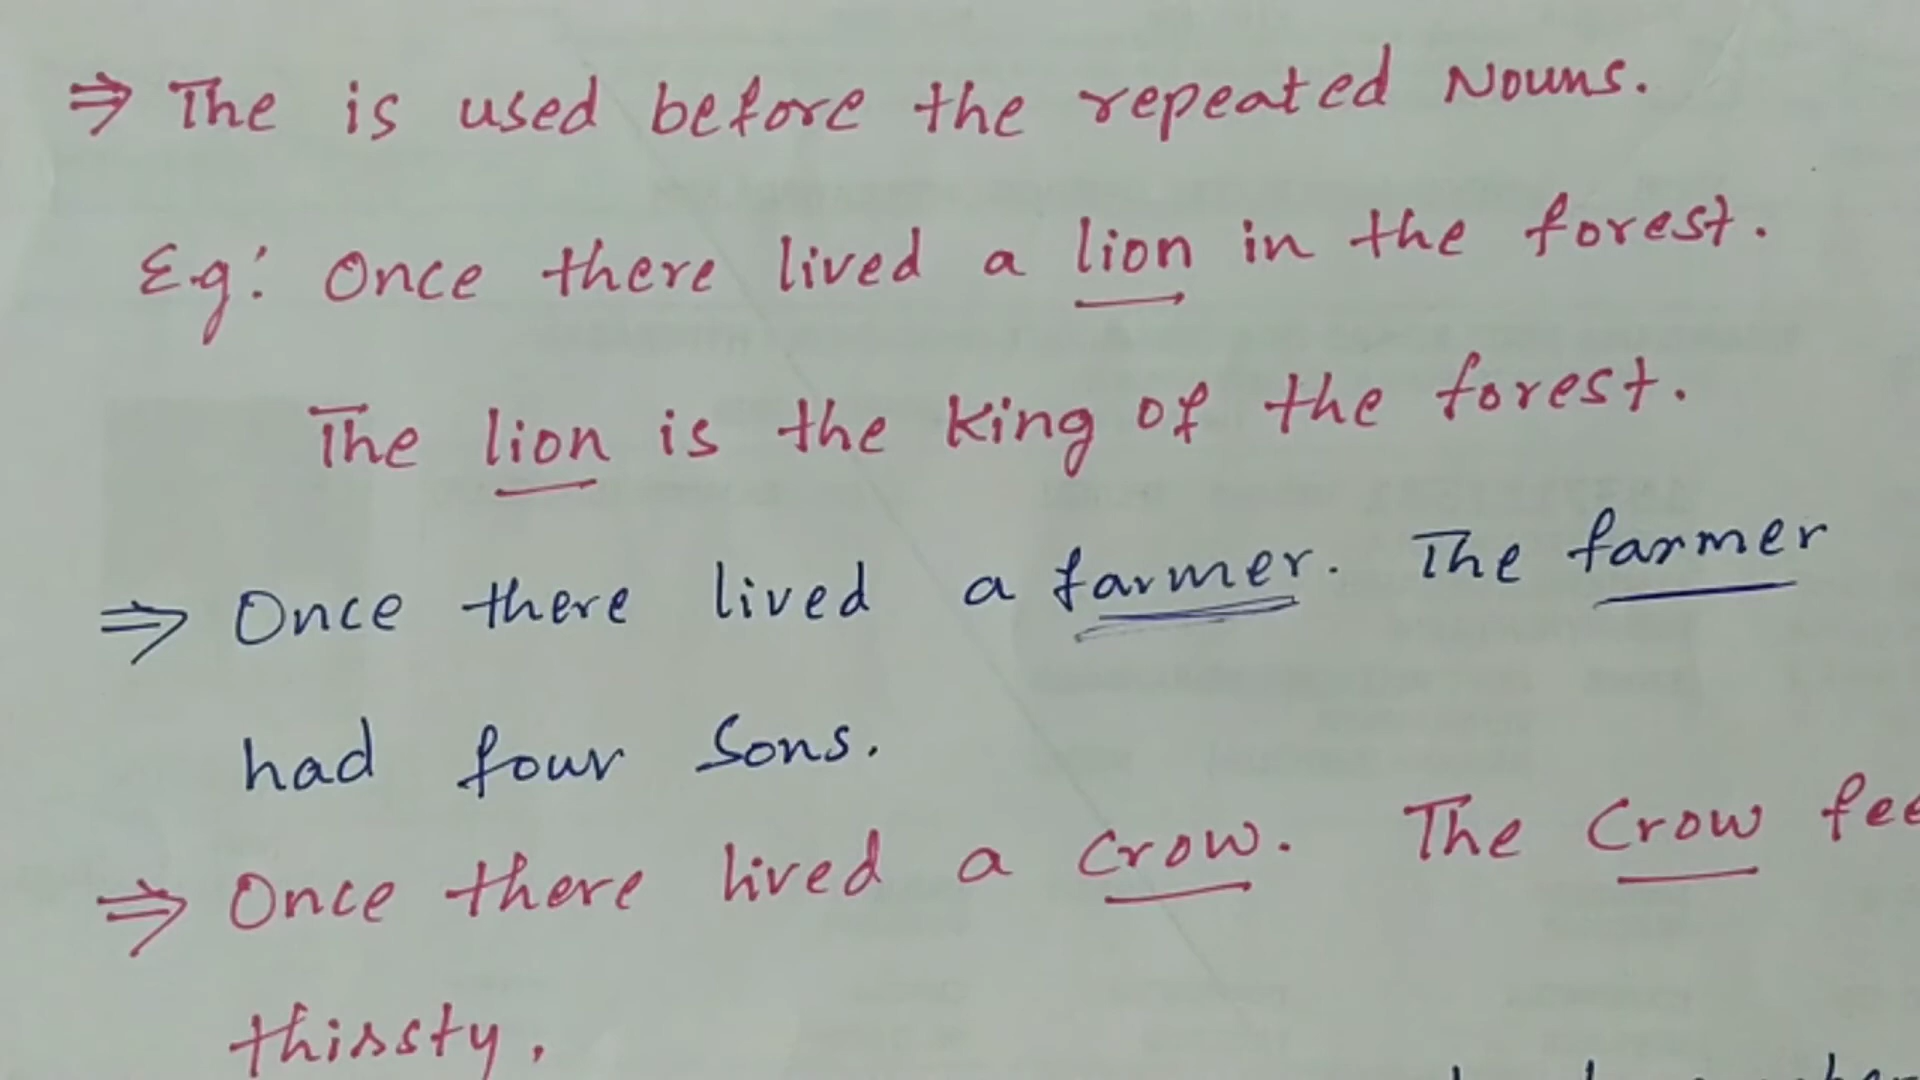 ⇒ The is used before the repeated Nouns.
Eg: Once there lived a lion in the forest.
The lion is the king of the forest.
⇒ Once there lived a farmer. The farmer
had four Sons.
⇒ Once there lived a crow. The Crow fee
thirsty.